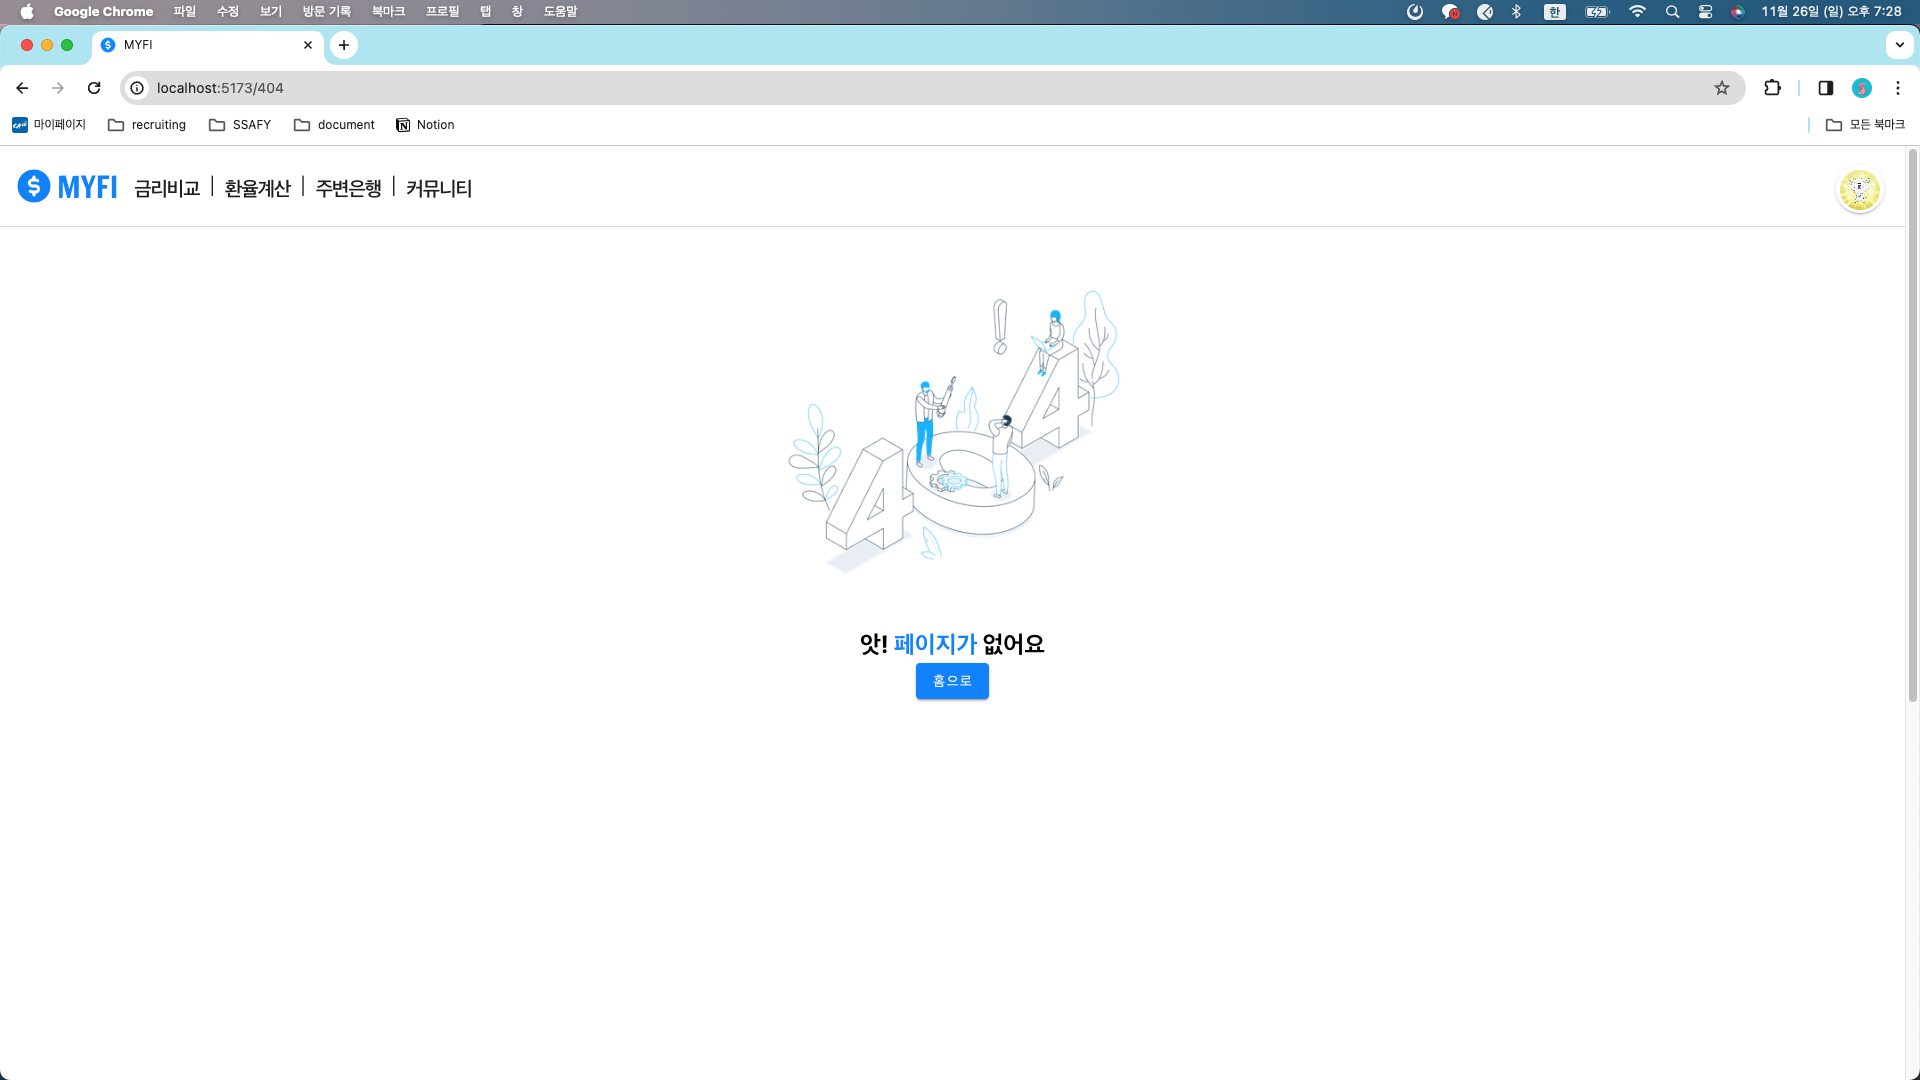 Google Chrome 파일 수정 보기 방문 기록 북마크 프로필 탭 창 도움말 한 11월 26일 (일) 오후 7:28
MYFI
localhost:5173/404
마이페이지 recruiting SSAFY document Notion 모든 북마크
MYFI 금리비교 | 환율계산 | 주변은행 | 커뮤니티
404
앗! 페이지가 없어요
홈으로